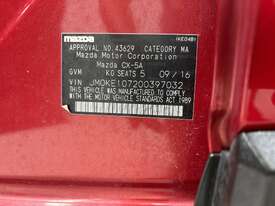 (KE04B)
mazda
APPROVAL NO. 43629 CATEGORY MA
Mazda Motor Corporation
Mazda CX-5A
GVM KG SEATS 5 09/16
VIN JM0KE107200397032
THIS VEHICLE WAS MANUFACTURED TO COMPLY WITH
THE MOTOR VEHICLE STANDARDS ACT 1989